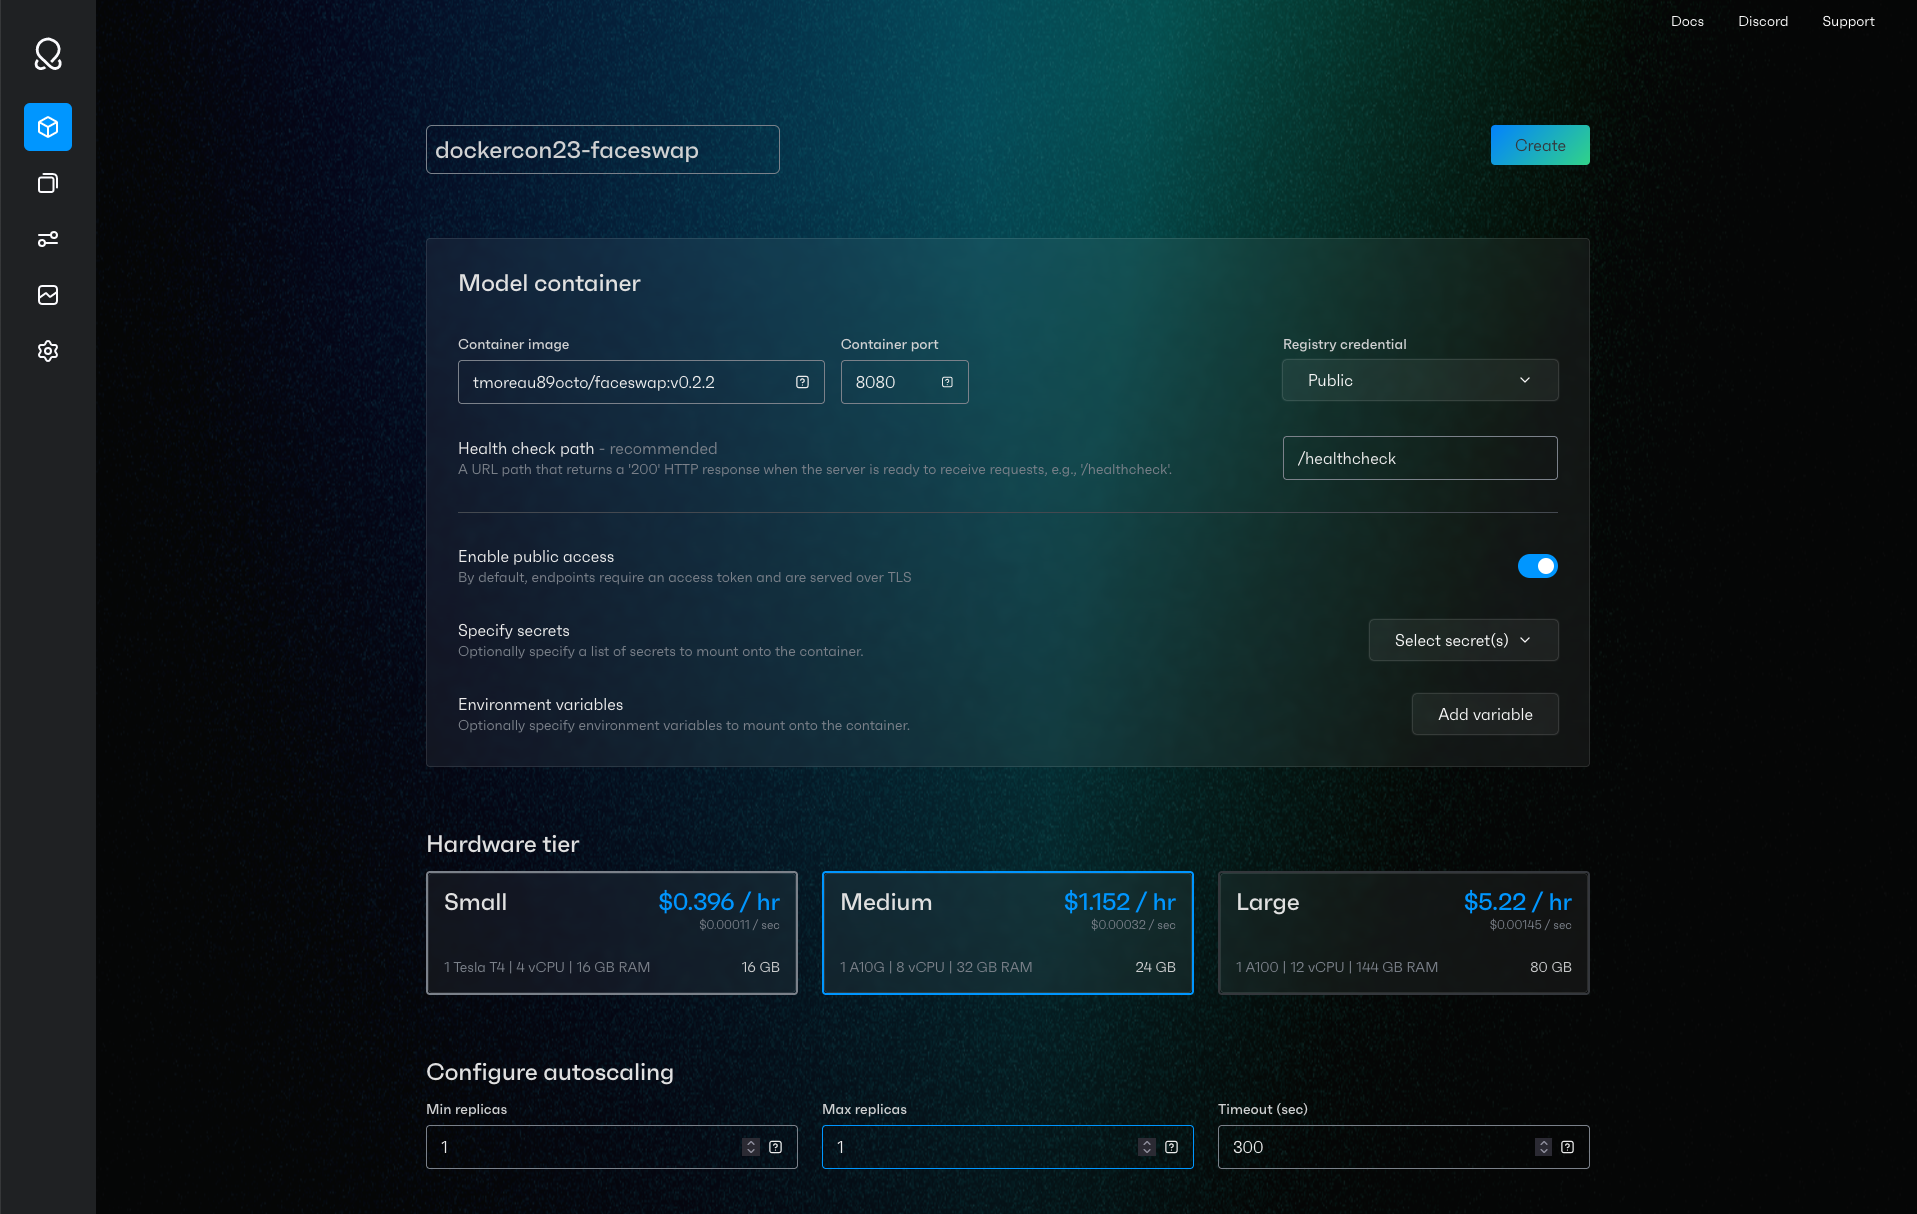 Docs Discord Support
dockercon23-faceswap
Create
Model container
Container image Container port Registry credential
tmoreau89octo/faceswap:v0.2.2 8080 Public
Health check path - recommended
A URL path that returns a '200' HTTP response when the server is ready to receive requests, e.g., '/healthcheck'.
/healthcheck
Enable public access
By default, endpoints require an access token and are served over TLS
Specify secrets
Optionally specify a list of secrets to mount onto the container.
Select secret(s)
Environment variables
Optionally specify environment variables to mount onto the container.
Add variable
Hardware tier
Small $0.396 / hr
$0.00011 / sec
1 Tesla T4 | 4 vCPU | 16 GB RAM 16 GB
Medium $1.152 / hr
$0.00032 / sec
1 A10G | 8 vCPU | 32 GB RAM 24 GB
Large $5.22 / hr
$0.00145 / sec
1 A100 | 12 vCPU | 144 GB RAM 80 GB
Configure autoscaling
Min replicas Max replicas Timeout (sec)
1 1 300